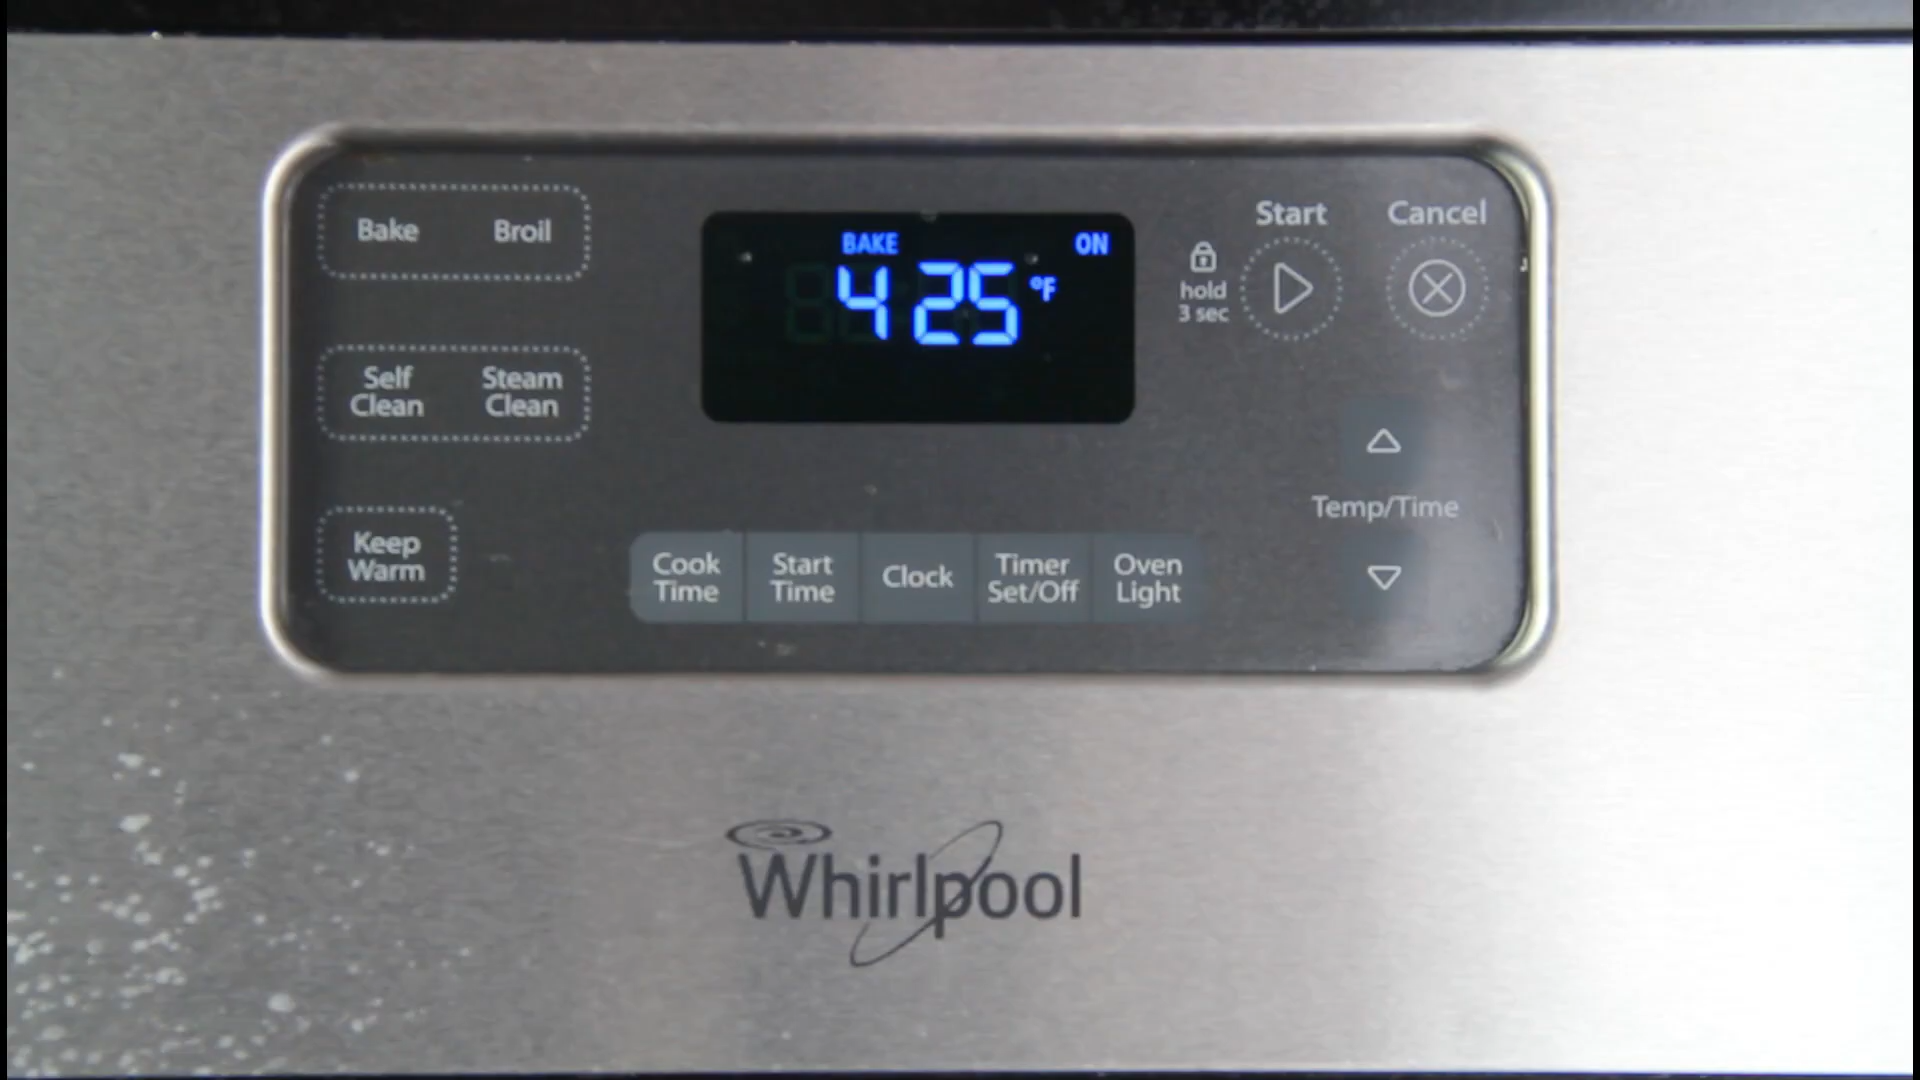 Bake Broil
BAKE ON
425 °F
Start Cancel
hold
3 sec
Self
Clean
Steam
Clean
Temp/Time
Keep
Warm
Cook
Time
Start
Time
Clock
Timer
Set/Off
Oven
Light
Whirlpool